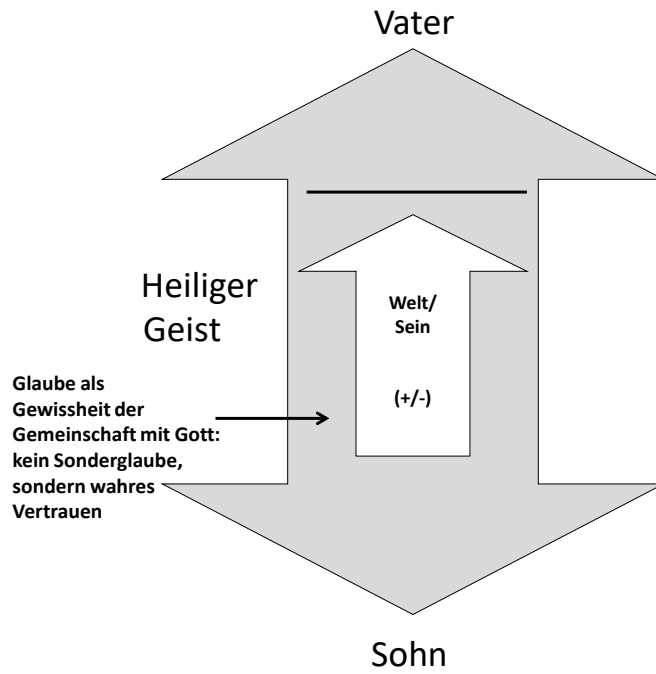 Vater
Heiliger
Geist
Welt/
Sein
(+/-)
Glaube als
Gewissheit der
Gemeinschaft mit Gott:
kein Sonderglaube,
sondern wahres
Vertrauen
Sohn